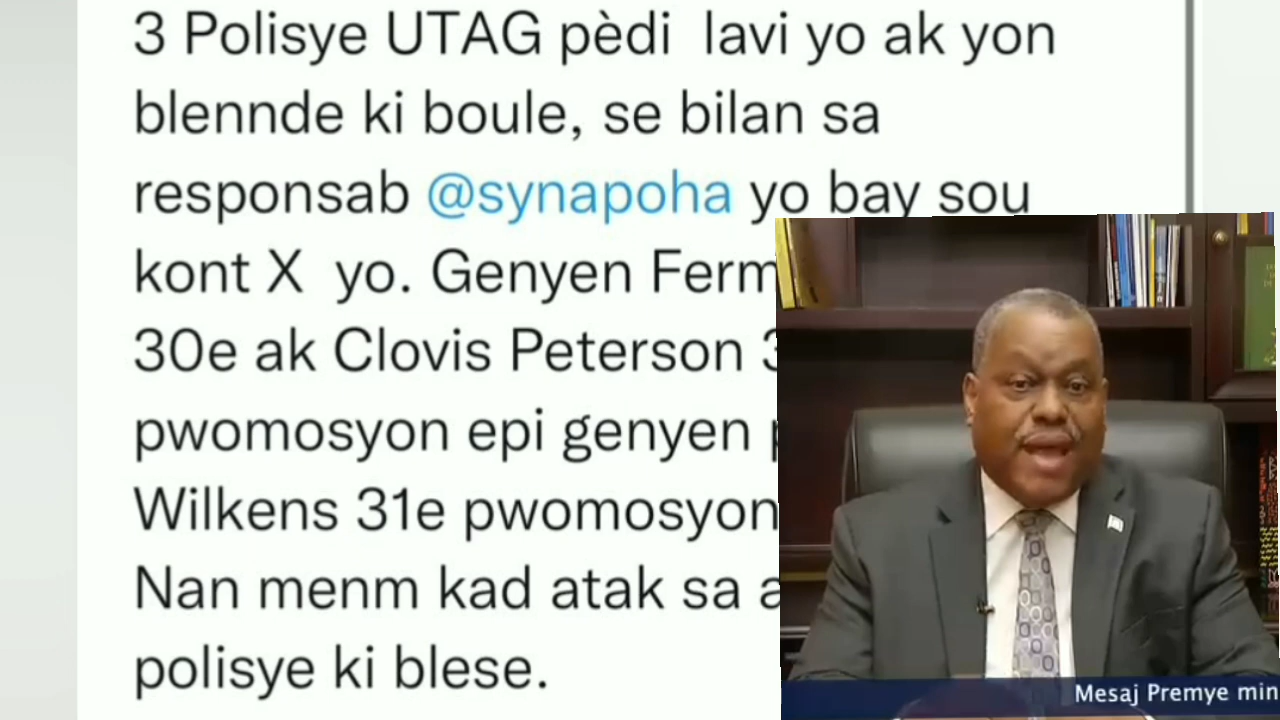 3 Polisye UTAG pèdi lavi yo ak yon
blennde ki boule, se bilan sa
responsab @synapoha yo bay sou
kont X yo. Genyen
30e ak Clovis Peterson
pwomosyon epi genyen
Wilkens 31e pwomosyon
Nan menm kad atak sa
polisye ki blese.
Mesaj Premye